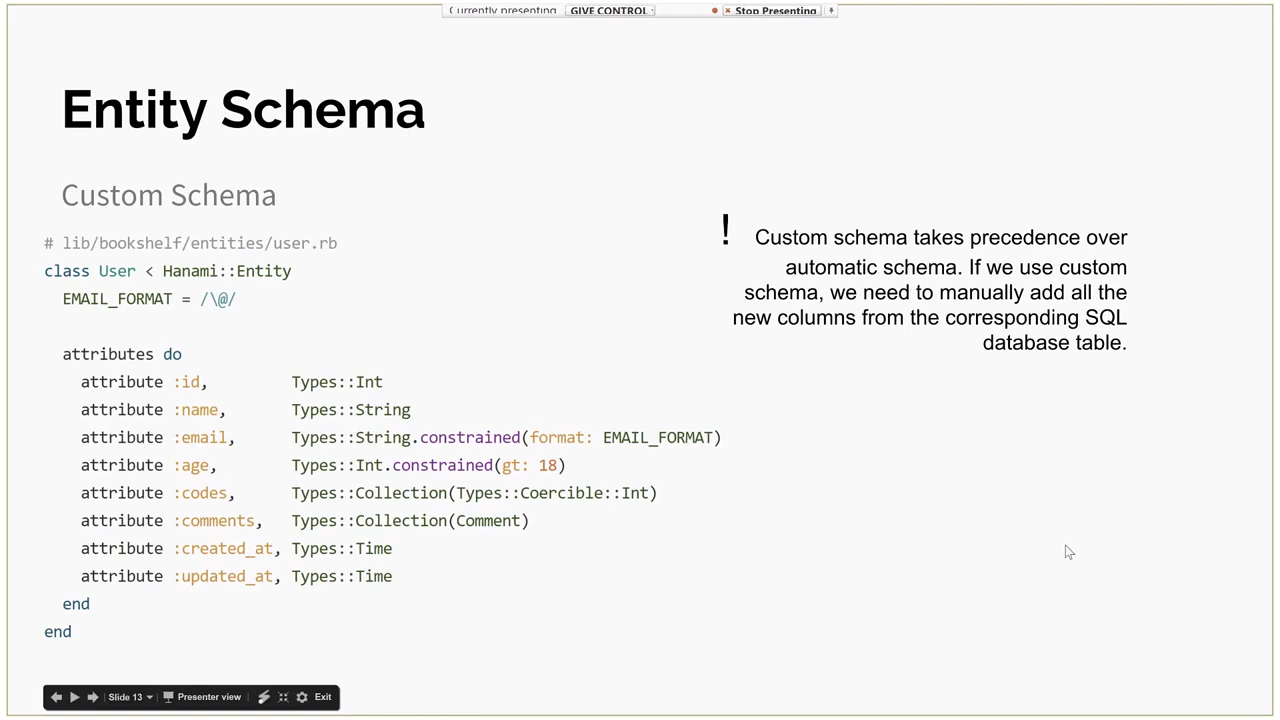 Currently presenting GIVE CONTROL Stop Presenting
Entity Schema
Custom Schema
# lib/bookshelf/entities/user.rb
class User < Hanami::Entity
  EMAIL_FORMAT = /\@/

  attributes do
    attribute :id,         Types::Int
    attribute :name,       Types::String
    attribute :email,      Types::String.constrained(format: EMAIL_FORMAT)
    attribute :age,        Types::Int.constrained(gt: 18)
    attribute :codes,      Types::Collection(Types::Coercible::Int)
    attribute :comments,   Types::Collection(Comment)
    attribute :created_at, Types::Time
    attribute :updated_at, Types::Time
  end
end
! Custom schema takes precedence over
automatic schema. If we use custom
schema, we need to manually add all the
new columns from the corresponding SQL
database table.
Slide 13 Presenter view Exit